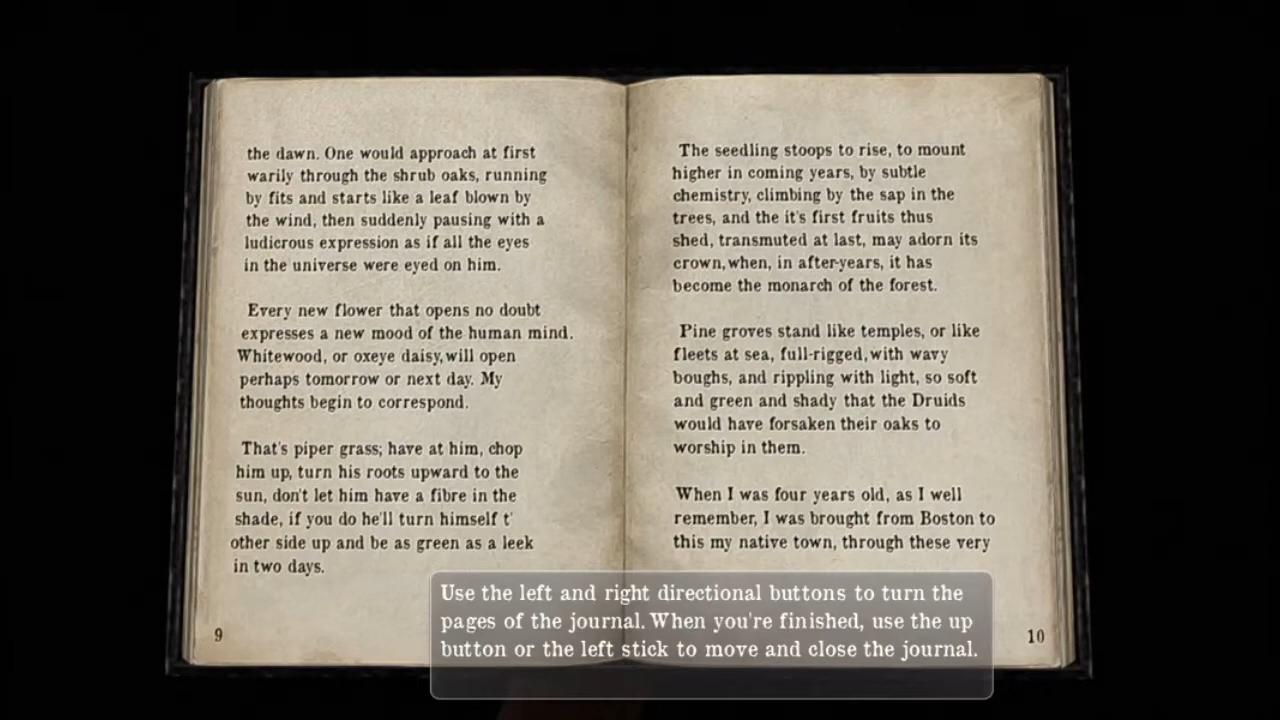 the dawn. One would approach at first
warily through the shrub oaks, running
by fits and starts like a leaf blown by
the wind, then suddenly pausing with a
ludicrous expression as if all the eyes
in the universe were eyed on him.
Every new flower that opens no doubt
expresses a new mood of the human mind.
Whitewood, or oxeye daisy, will open
perhaps tomorrow or next day. My
thoughts begin to correspond.
That's piper grass; have at him, chop
him up, turn his roots upward to the
sun, don't let him have a fibre in the
shade, if you do he'll turn himself t'
other side up and be as green as a leek
in two days.
9
The seedling stoops to rise, to mount
higher in coming years, by subtle
chemistry, climbing by the sap in the
trees, and the it's first fruits thus
shed, transmuted at last, may adorn its
crown, when, in after-years, it has
become the monarch of the forest.
Pine groves stand like temples, or like
fleets at sea, full-rigged, with wavy
boughs, and rippling with light, so soft
and green and shady that the Druids
would have forsaken their oaks to
worship in them.
When I was four years old, as I well
remember, I was brought from Boston to
this my native town, through these very
10
Use the left and right directional buttons to turn the
pages of the journal. When you're finished, use the up
button or the left stick to move and close the journal.